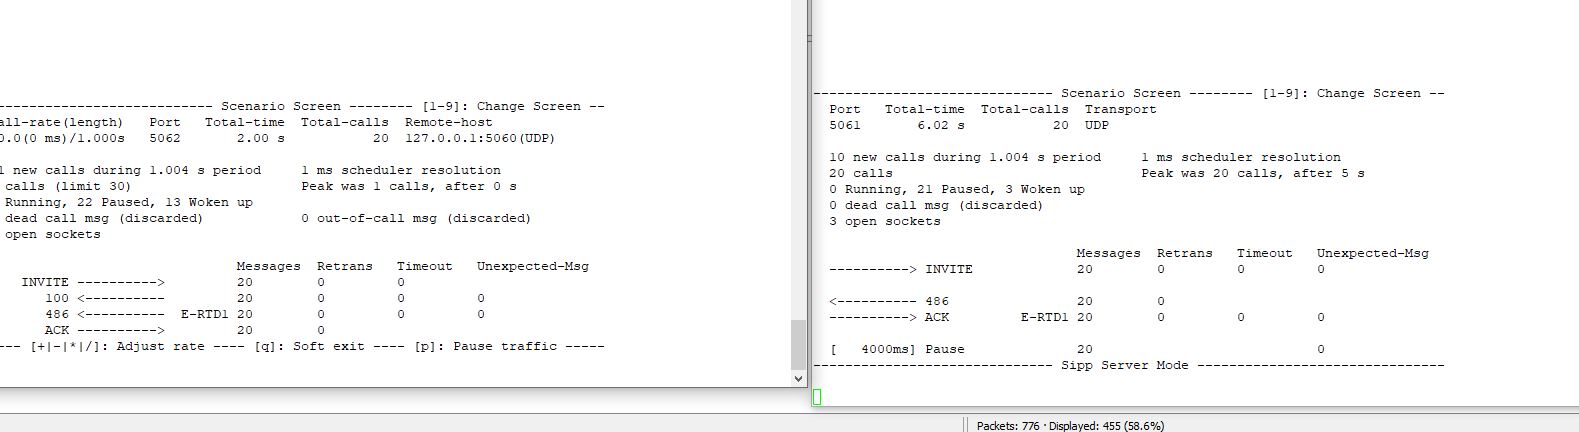 --------------------------- Scenario Screen -------- [1-9]: Change Screen --
all-rate(length)   Port   Total-time  Total-calls  Remote-host
0.0(0 ms)/1.000s   5062       2.00 s           20  127.0.0.1:5060(UDP)
1 new calls during 1.004 s period     1 ms scheduler resolution
calls (limit 30)                     Peak was 1 calls, after 0 s
Running, 22 Paused, 13 Woken up
dead call msg (discarded)            0 out-of-call msg (discarded)
open sockets
Messages  Retrans   Timeout   Unexpected-Msg
INVITE ---------->         20        0         0
100 <----------         20        0         0         0
486 <----------  E-RTD1 20        0         0         0
ACK ---------->         20        0
--- [+|-|*|/]: Adjust rate ---- [q]: Soft exit ---- [p]: Pause traffic -----
------------------------------ Scenario Screen -------- [1-9]: Change Screen --
Port   Total-time  Total-calls  Transport
5061       6.02 s           20  UDP
10 new calls during 1.004 s period     1 ms scheduler resolution
20 calls                               Peak was 20 calls, after 5 s
0 Running, 21 Paused, 3 Woken up
0 dead call msg (discarded)
3 open sockets
Messages  Retrans   Timeout   Unexpected-Msg
----------> INVITE             20        0         0         0
<---------- 486                20        0
----------> ACK         E-RTD1 20        0         0         0
[   4000ms] Pause              20                            0
------------------------------ Sipp Server Mode -------------------------------
Packets: 776 · Displayed: 455 (58.6%)